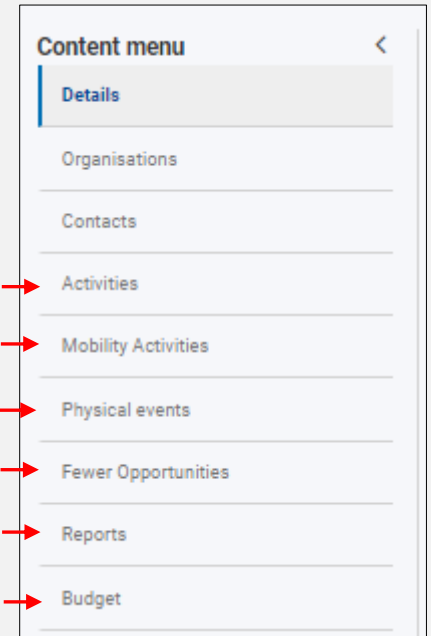 Content menu
Details
Organisations
Contacts
Activities
Mobility Activities
Physical events
Fewer Opportunities
Reports
Budget